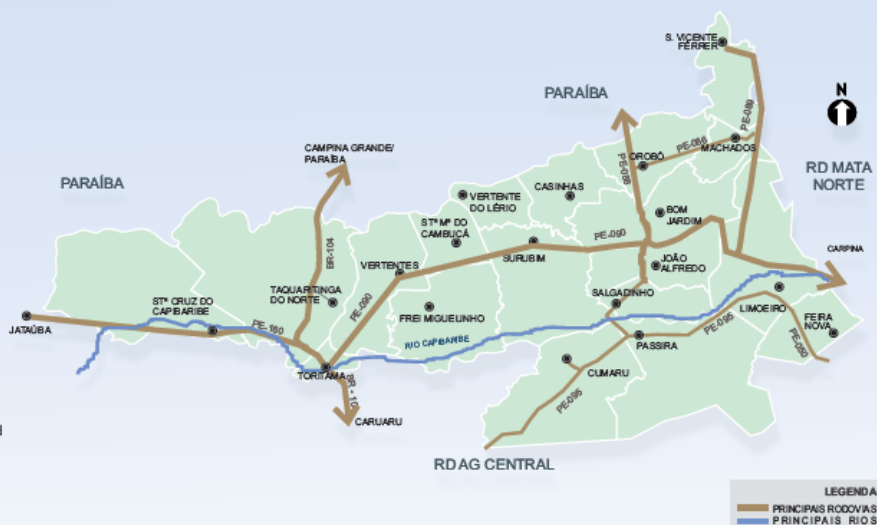 S. VICENTE
FÉRRER
N
PARAÍBA
PE-089
PE-086
MACHADOS
OROBÓ
PE-088
CAMPINA GRANDE/
PARAÍBA
RD MATA
NORTE
PARAÍBA
CASINHAS
VERTENTE
DO LÉRIO
BOM
JARDIM
STª Mª DO
CAMBUCÁ
PE-090
SURUBIM
BR-104
CARPINA
VERTENTES
JOÃO
ALFREDO
TAQUARITINGA
DO NORTE
PE-090
SALGADINHO
LIMOEIRO
STª CRUZ DO
CAPIBARIBE
FREI MIGUELINHO
FEIRA
NOVA
JATAÚBA
PE-160
PE-095
PE-050
RIO CAPIBARIBE
PASSIRA
TORITAMA
CUMARU
BR - 10
PE-095
CARUARU
RD AG CENTRAL
LEGENDA
PRINCIPAIS RODOVIAS
PRINCIPAIS RIOS